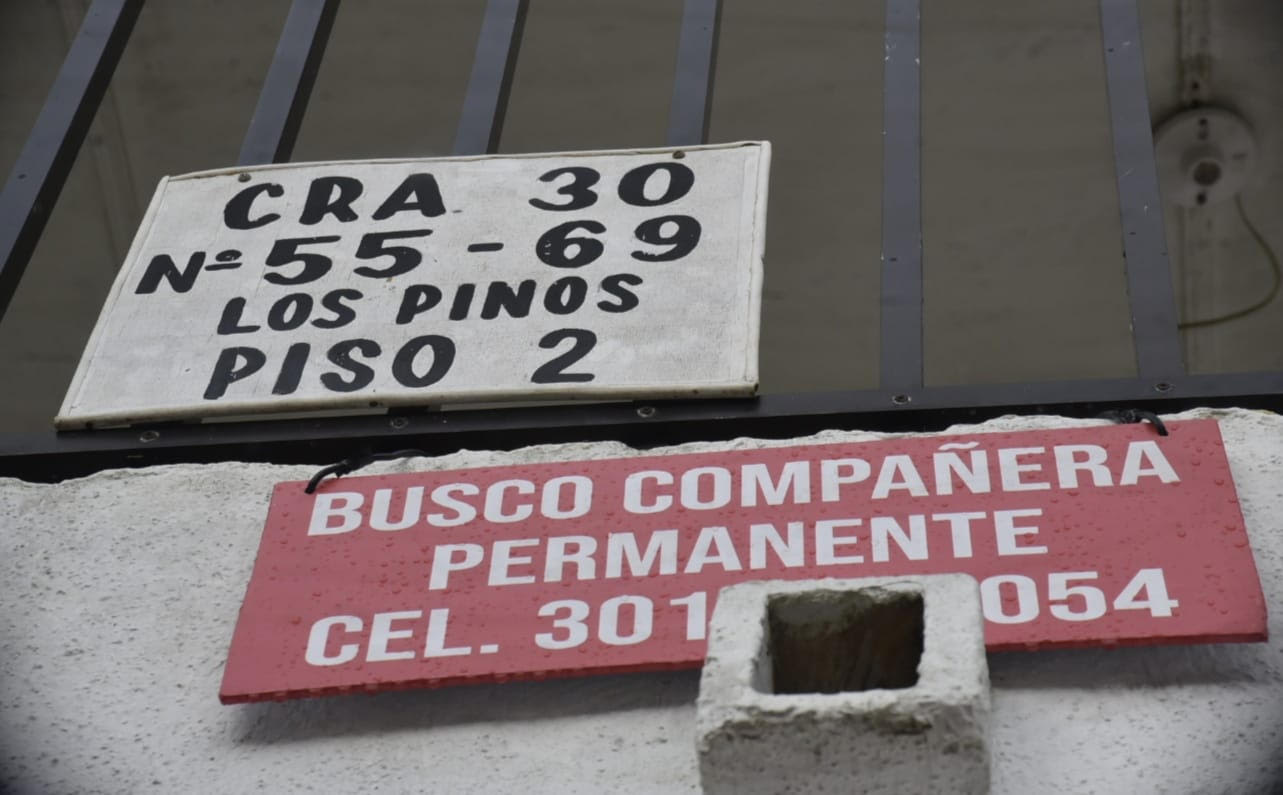 CRA 30
Nº 55 - 69
LOS PINOS
PISO 2
BUSCO COMPAÑERA
PERMANENTE
CEL. 301 054